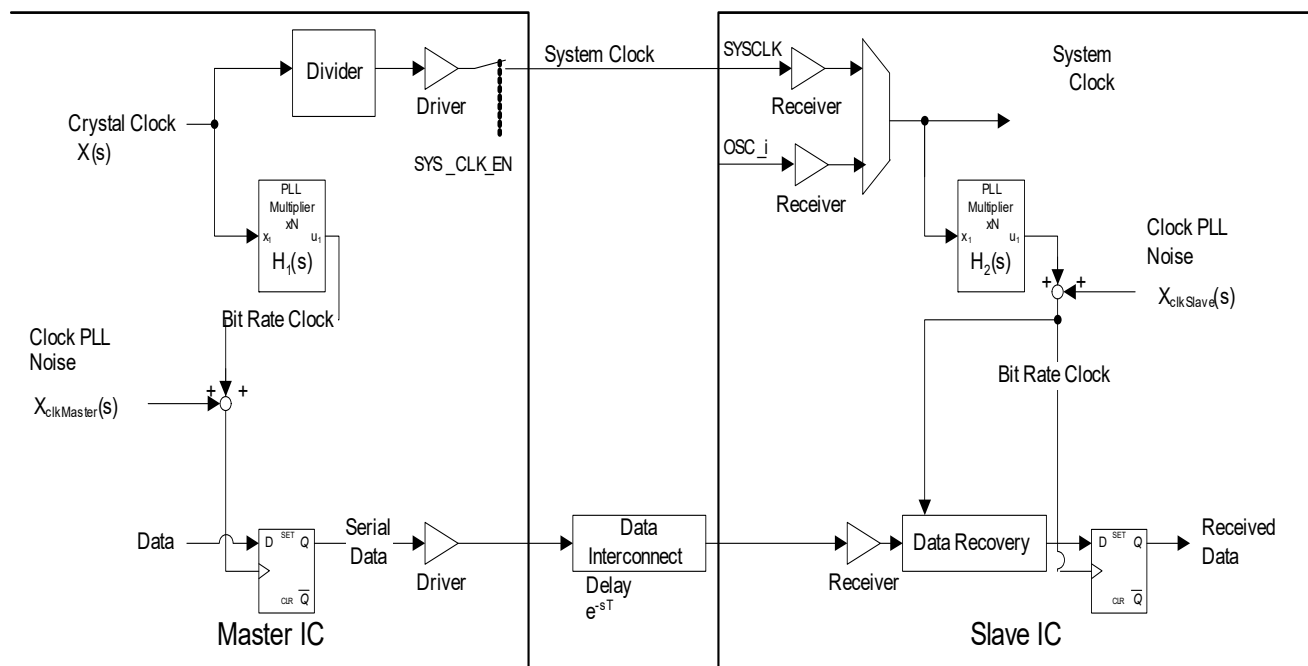 Divider
Driver
SYS_CLK_EN
System Clock
SYSCLK
Receiver
OSC_i
Receiver
System
Clock
Crystal Clock
X(s)
PLL
Multiplier
xN
x1 u1
H1(s)
Bit Rate Clock
Clock PLL
Noise
+ +
XclkMaster(s)
PLL
Multiplier
xN
x1 u1
H2(s)
Clock PLL
Noise
+ +
XclkSlave(s)
Bit Rate Clock
Data
D SET Q
CLR Q̅
Serial
Data
Driver
Data
Interconnect
Delay
e-sT
Receiver
Data Recovery
D SET Q
CLR Q̅
Received
Data
Master IC
Slave IC